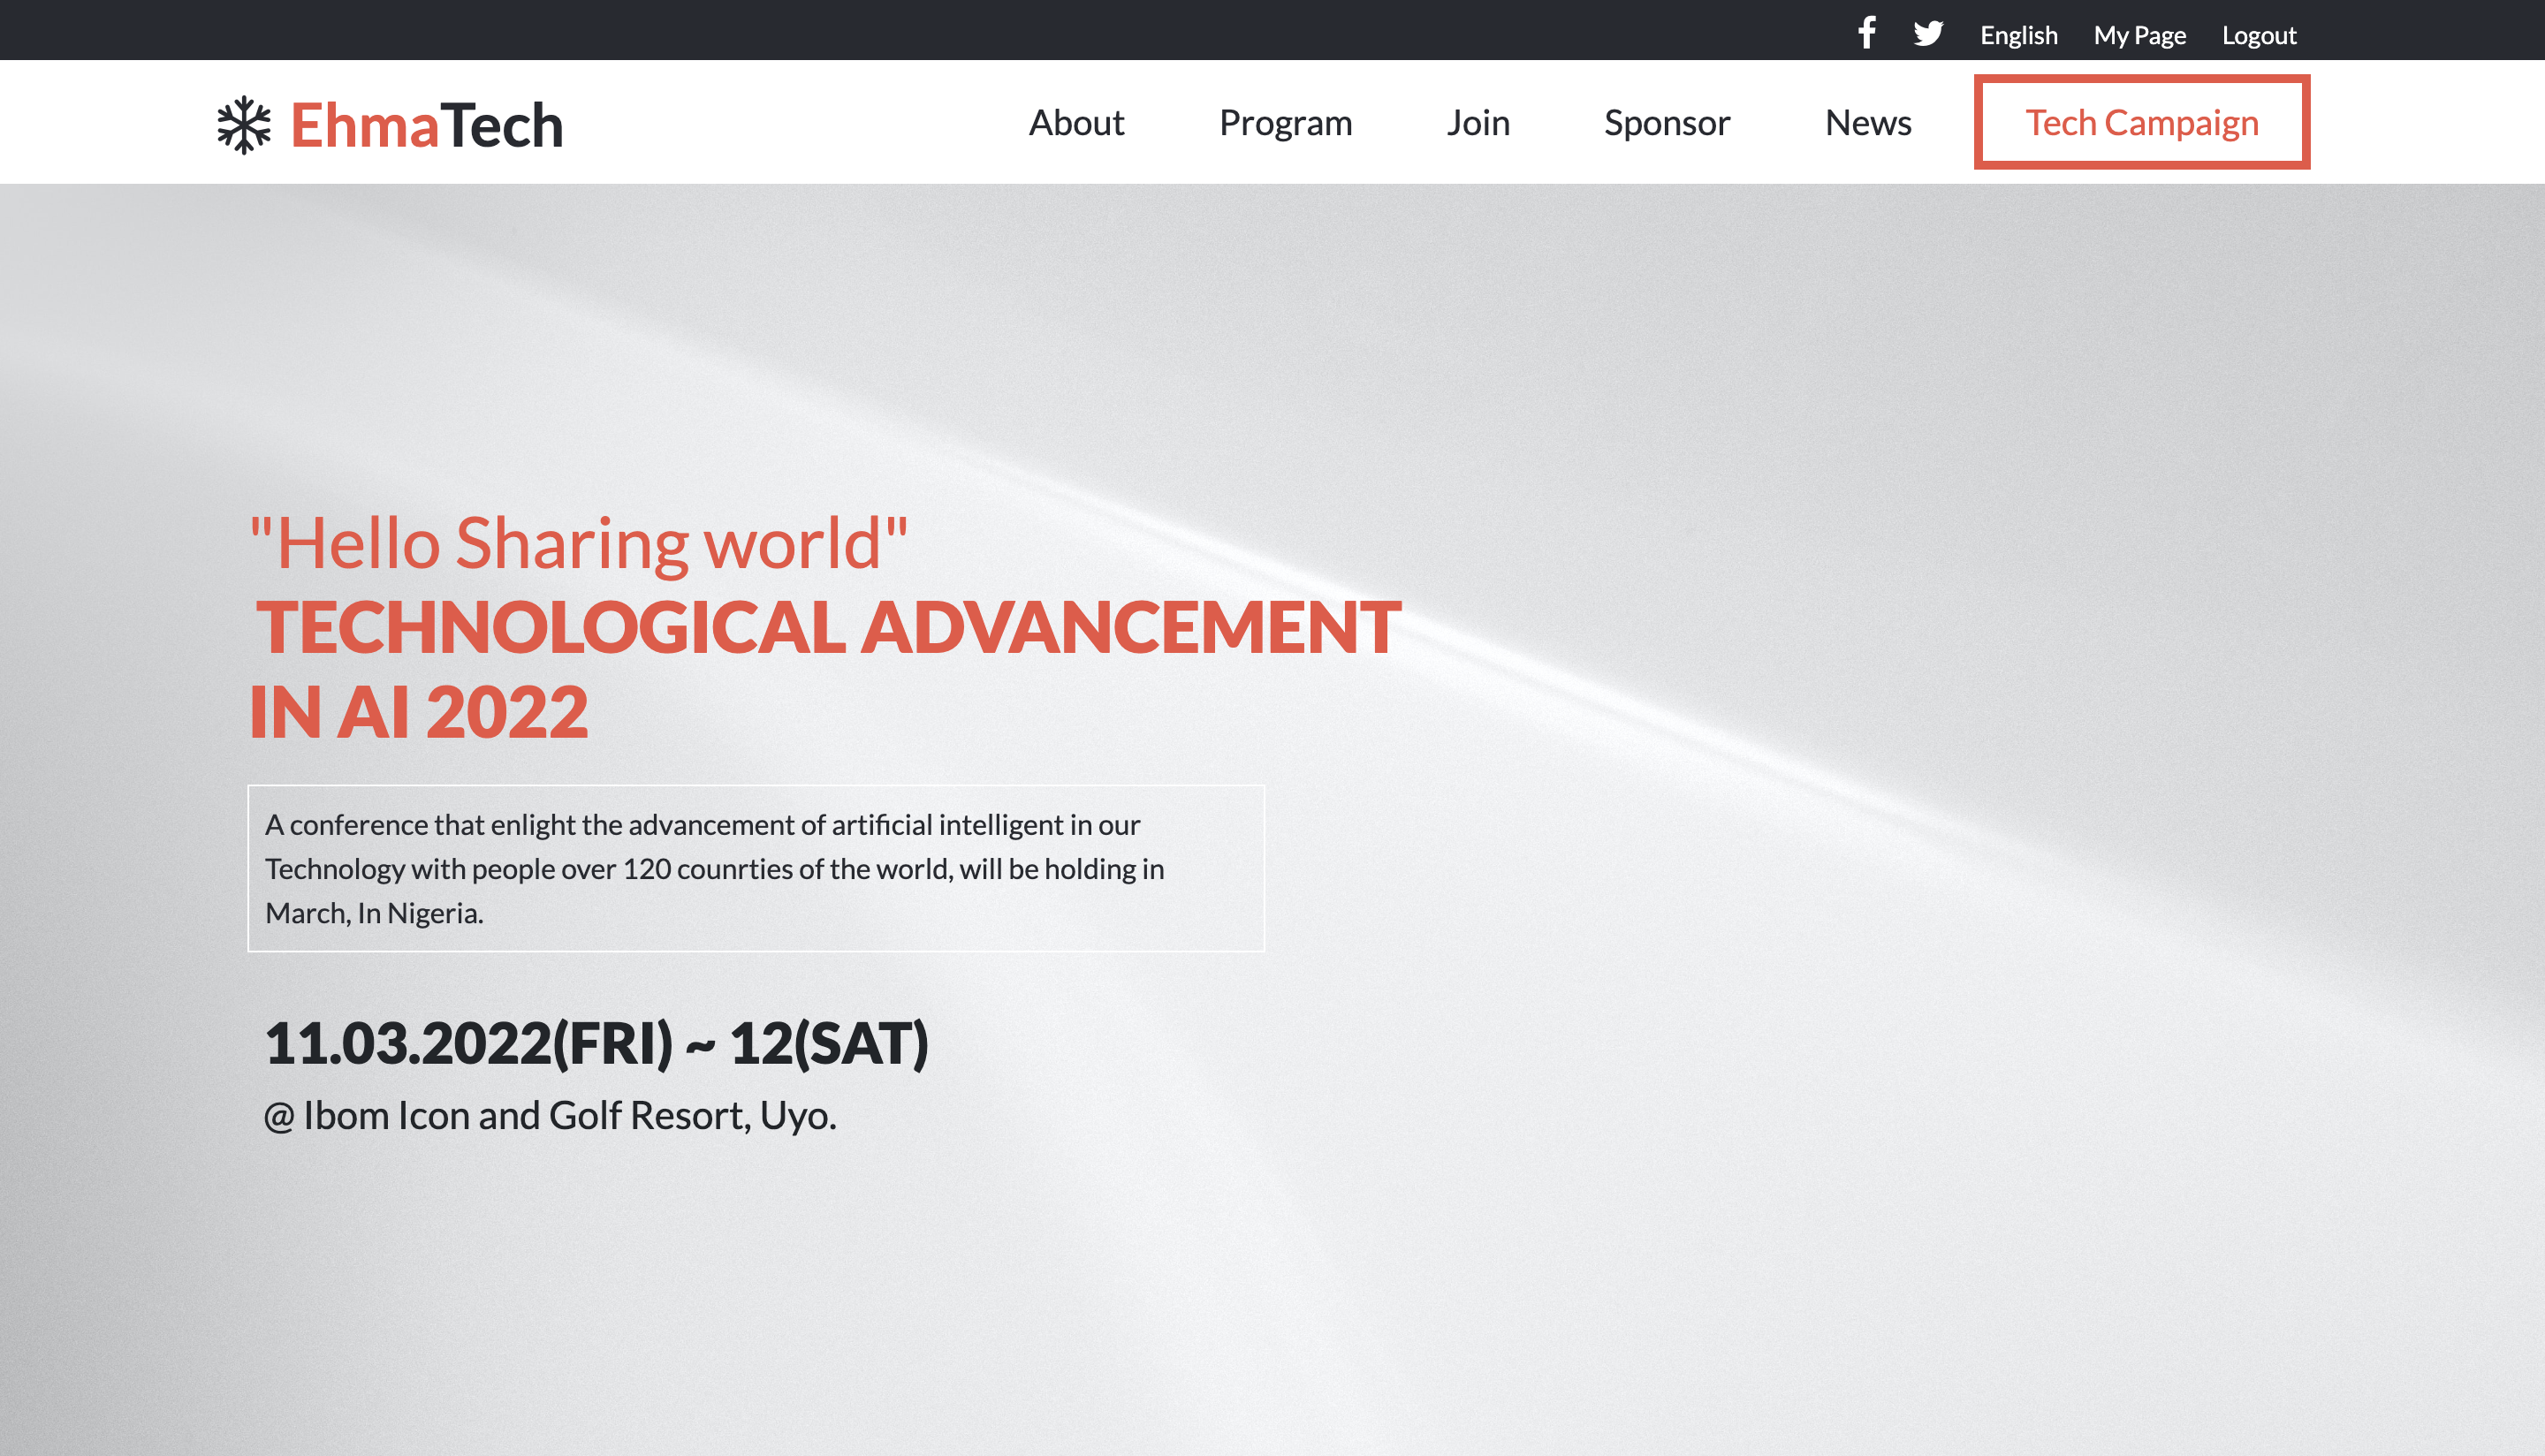 English My Page Logout
EhmaTech
About Program Join Sponsor News Tech Campaign
"Hello Sharing world"
TECHNOLOGICAL ADVANCEMENT
IN AI 2022
A conference that enlight the advancement of artificial intelligent in our
Technology with people over 120 counrties of the world, will be holding in
March, In Nigeria.
11.03.2022(FRI) ~ 12(SAT)
@ Ibom Icon and Golf Resort, Uyo.